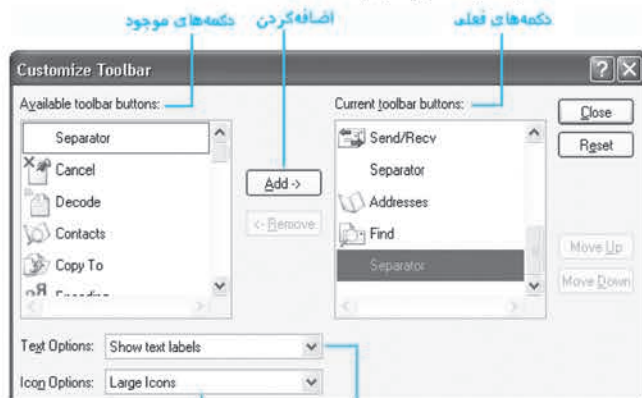 دکمه‌های موجود اضافه‌کردن دکمه‌های فعلی
Customize Toolbar
Available toolbar buttons:
Separator
Cancel
Decode
Contacts
Copy To
Add ->
<- Remove
Current toolbar buttons:
Send/Recv
Separator
Addresses
Find
Separator
Close
Reset
Move Up
Move Down
Text Options: Show text labels
Icon Options: Large Icons